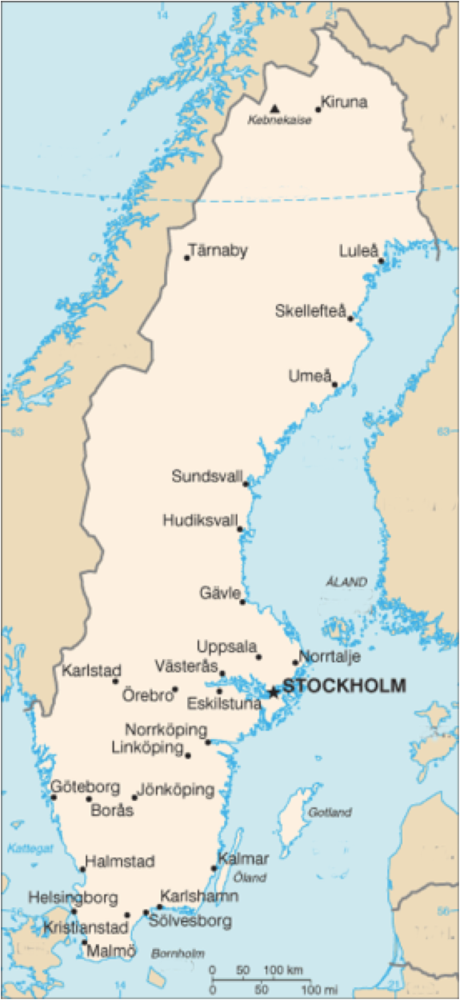 14
21
Kiruna
Kebnekaise
Tärnaby
Luleå
Skellefteå
Umeå
63
63
Sundsvall
Hudiksvall
ÅLAND
Gävle
Uppsala
Norrtalje
Västerås
Karlstad
STOCKHOLM
Örebro
Eskilstuna
Norrköping
Linköping
Göteborg
Jönköping
Borås
Gotland
Kattegat
Halmstad
Kalmar
Öland
Helsingborg
Karlshamn
56
56
Kristianstad
Sölvesborg
Malmö
Bornholm
0 50 100 km
0 50 100 mi
14
21